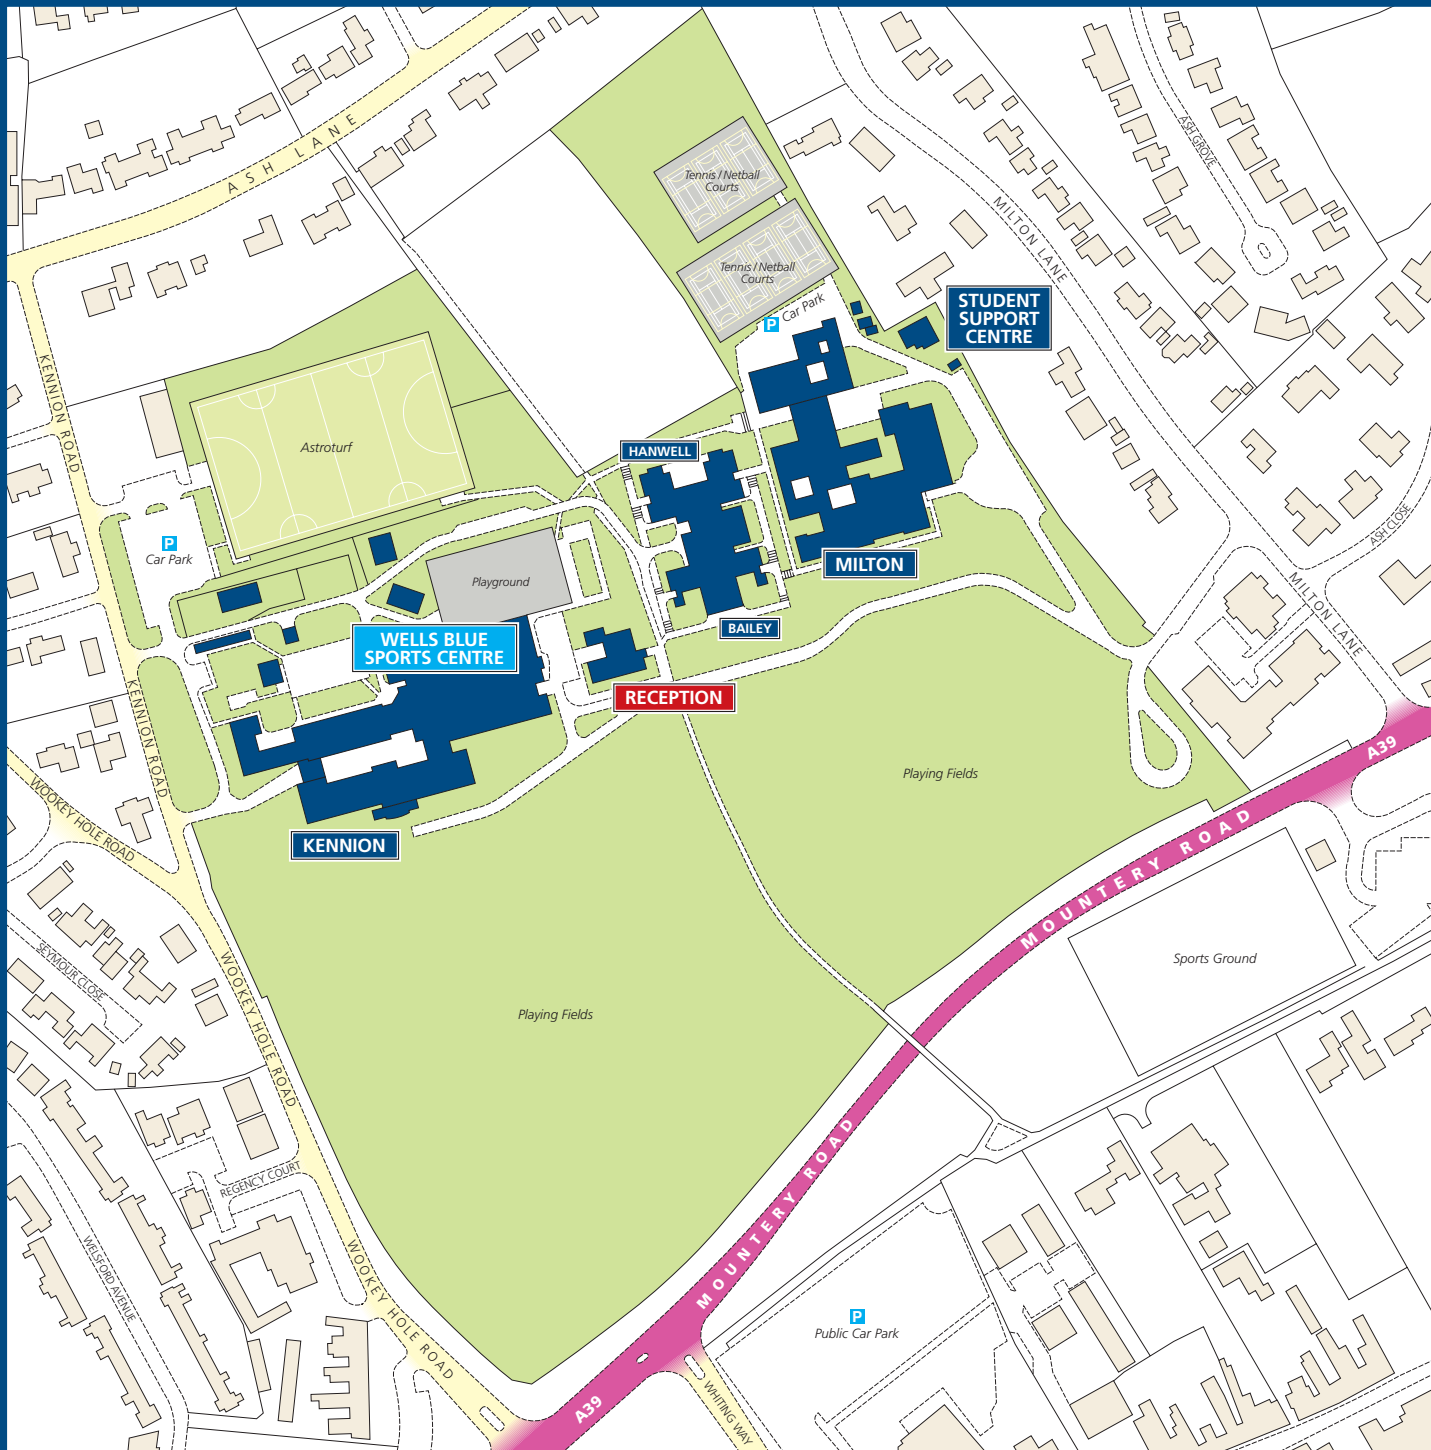 ASH LANE
ASH GROVE
Tennis / Netball
Courts
MILTON LANE
Tennis / Netball
Courts
P
Car Park
STUDENT
SUPPORT
CENTRE
KENNION ROAD
Astroturf
HANWELL
P
Car Park
ASH CLOSE
Playground
MILTON
MILTON LANE
BAILEY
WELLS BLUE
SPORTS CENTRE
RECEPTION
KENNION ROAD
A39
Playing Fields
WOOKEY HOLE ROAD
KENNION
MOUNTERY ROAD
SEYMOUR CLOSE
Sports Ground
Playing Fields
WOOKEY HOLE ROAD
REGENCY COURT
MOUNTERY ROAD
WELSFORD AVENUE
WOOKEY HOLE ROAD
P
Public Car Park
A39
WHITING WAY